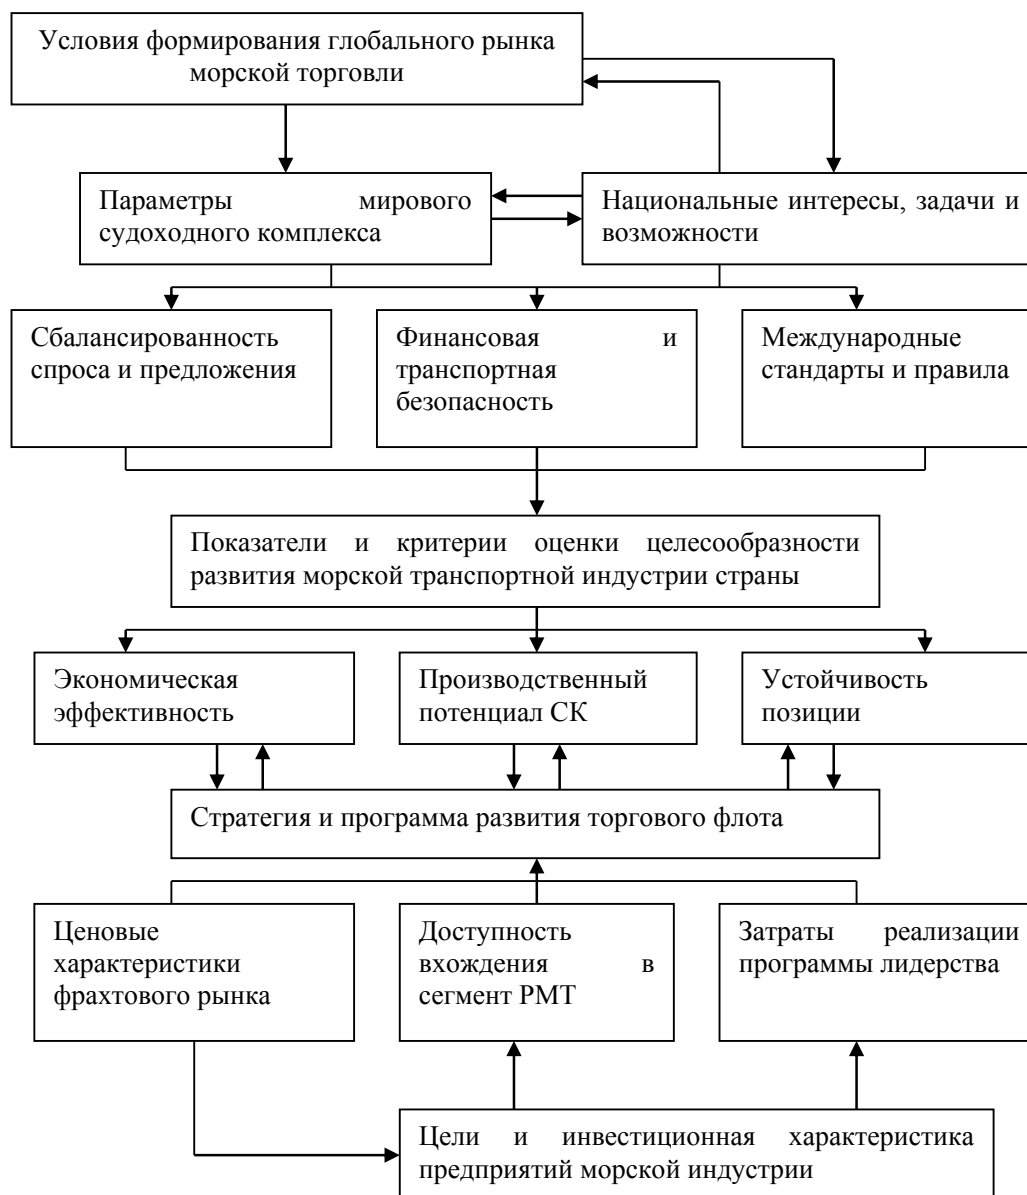 Условия формирования глобального рынка
морской торговли
Параметры мирового
судоходного комплекса
Национальные интересы, задачи и
возможности
Сбалансированность
спроса и предложения
Финансовая и
транспортная
безопасность
Международные
стандарты и правила
Показатели и критерии оценки целесообразности
развития морской транспортной индустрии страны
Экономическая
эффективность
Производственный
потенциал СК
Устойчивость
позиции
Стратегия и программа развития торгового флота
Ценовые
характеристики
фрахтового рынка
Доступность
вхождения в
сегмент РМТ
Затраты реализации
программы лидерства
Цели и инвестиционная характеристика
предприятий морской индустрии